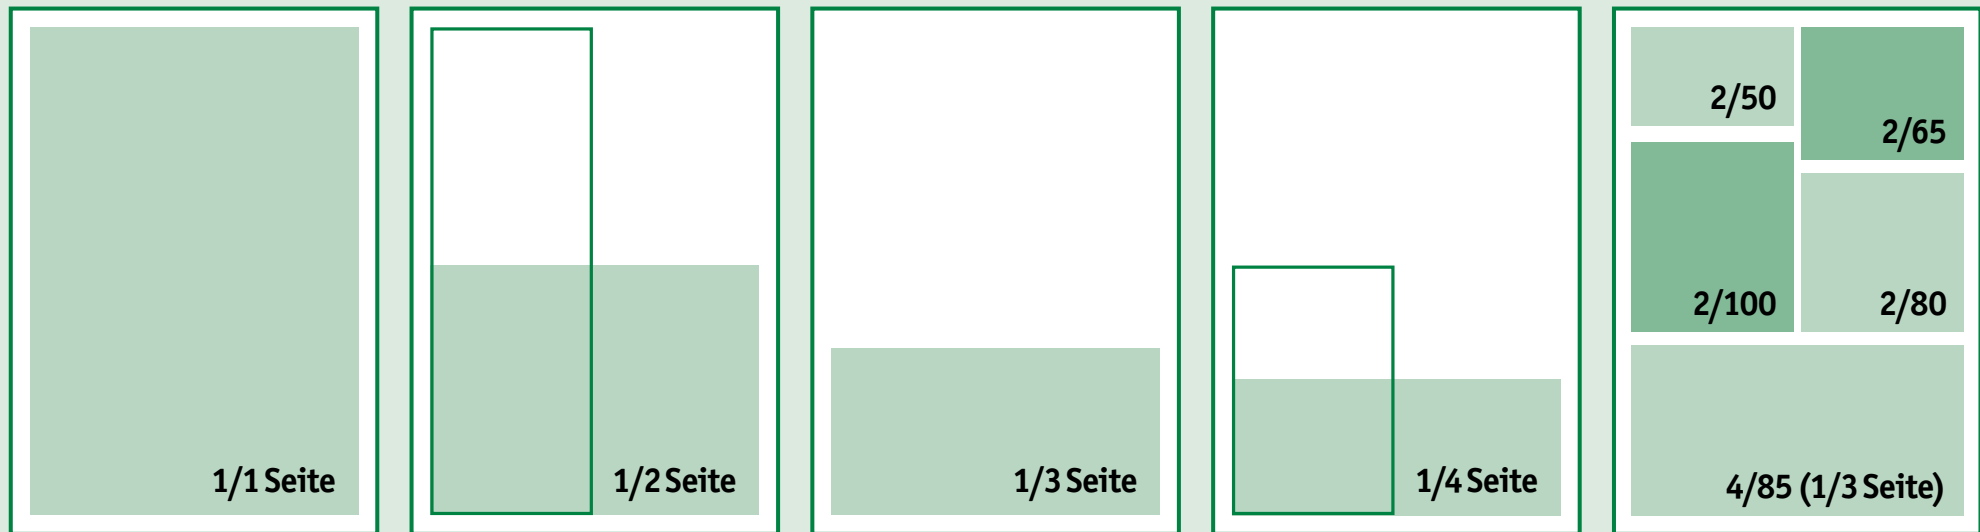 1/1 Seite
1/2 Seite
1/3 Seite
1/4 Seite
2/50
2/65
2/100
2/80
4/85 (1/3 Seite)